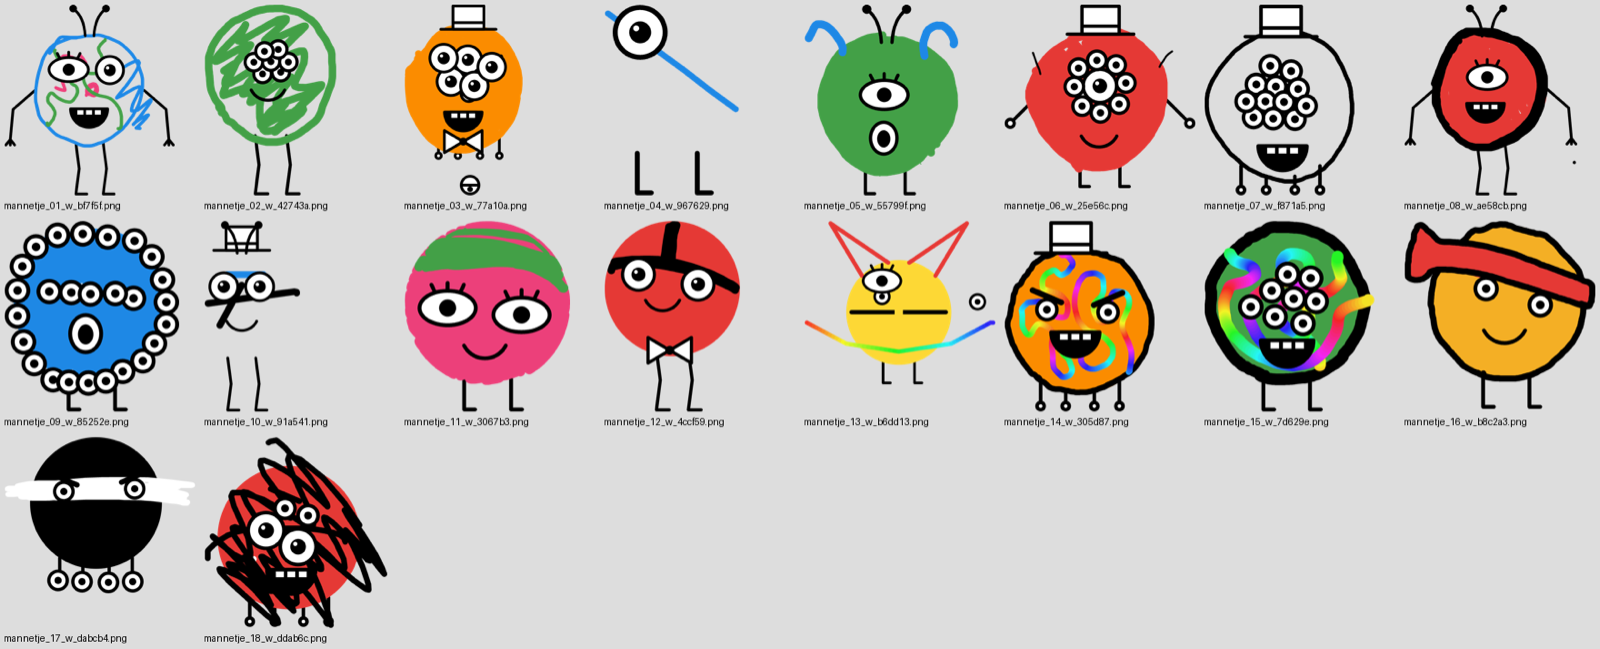 mannetje_01_w_bf7f5f.png
mannetje_02_w_42743a.png
mannetje_03_w_77a10a.png
mannetje_04_w_967629.png
mannetje_05_w_55799f.png
mannetje_06_w_25e56c.png
mannetje_07_w_f871a5.png
mannetje_08_w_ae58cb.png
mannetje_09_w_85252e.png
mannetje_10_w_91a541.png
mannetje_11_w_3067b3.png
mannetje_12_w_4ccf59.png
mannetje_13_w_b6dd13.png
mannetje_14_w_305d87.png
mannetje_15_w_7d629e.png
mannetje_16_w_b8c2a3.png
mannetje_17_w_dabcb4.png
mannetje_18_w_ddab6c.png